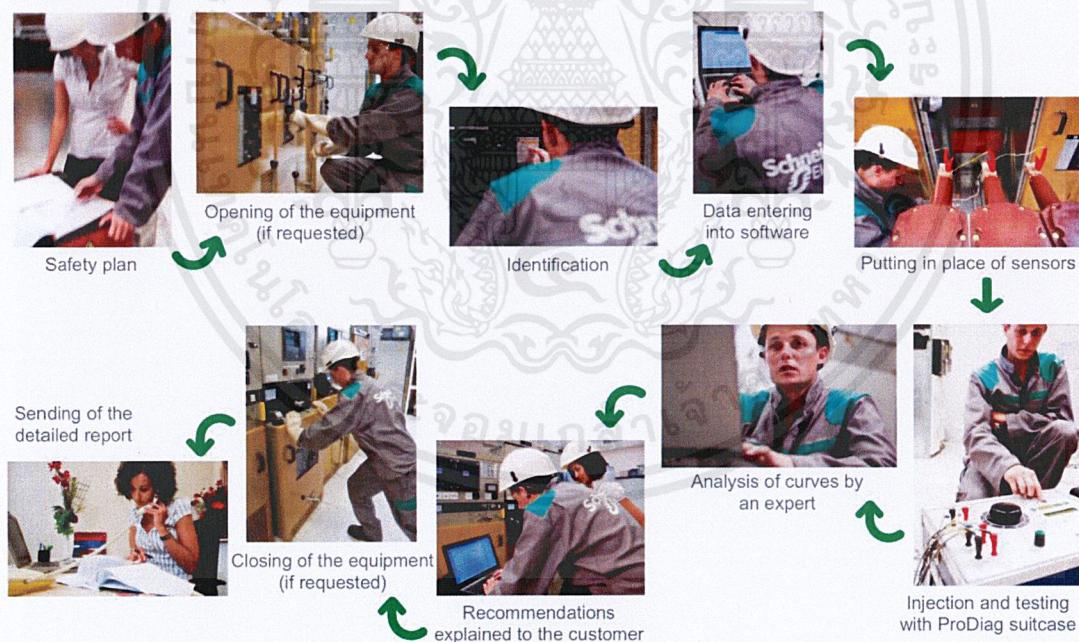 Safety plan
Opening of the equipment
(if requested)
Identification
Data entering
into software
Putting in place of sensors
Injection and testing
with ProDiag suitcase
Analysis of curves by
an expert
Recommendations
explained to the customer
Closing of the equipment
(if requested)
Sending of the
detailed report